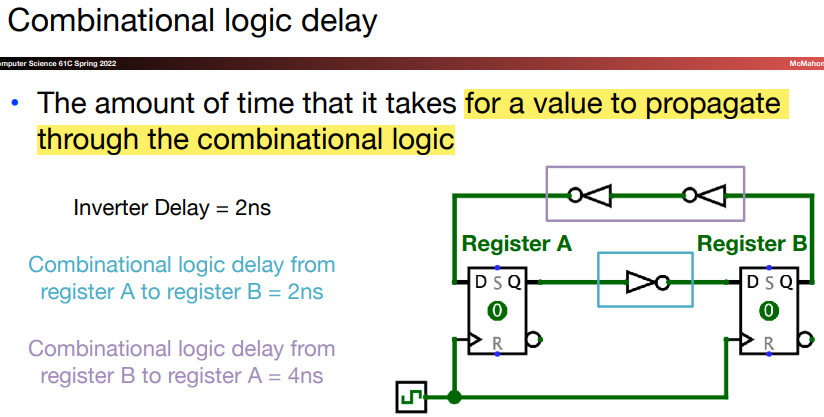 Combinational logic delay
omputer Science 61C Spring 2022
McMahon
• The amount of time that it takes for a value to propagate
through the combinational logic
Inverter Delay = 2ns
Combinational logic delay from
register A to register B = 2ns
Combinational logic delay from
register B to register A = 4ns
Register A
Register B
D S Q
0
R
D S Q
0
R